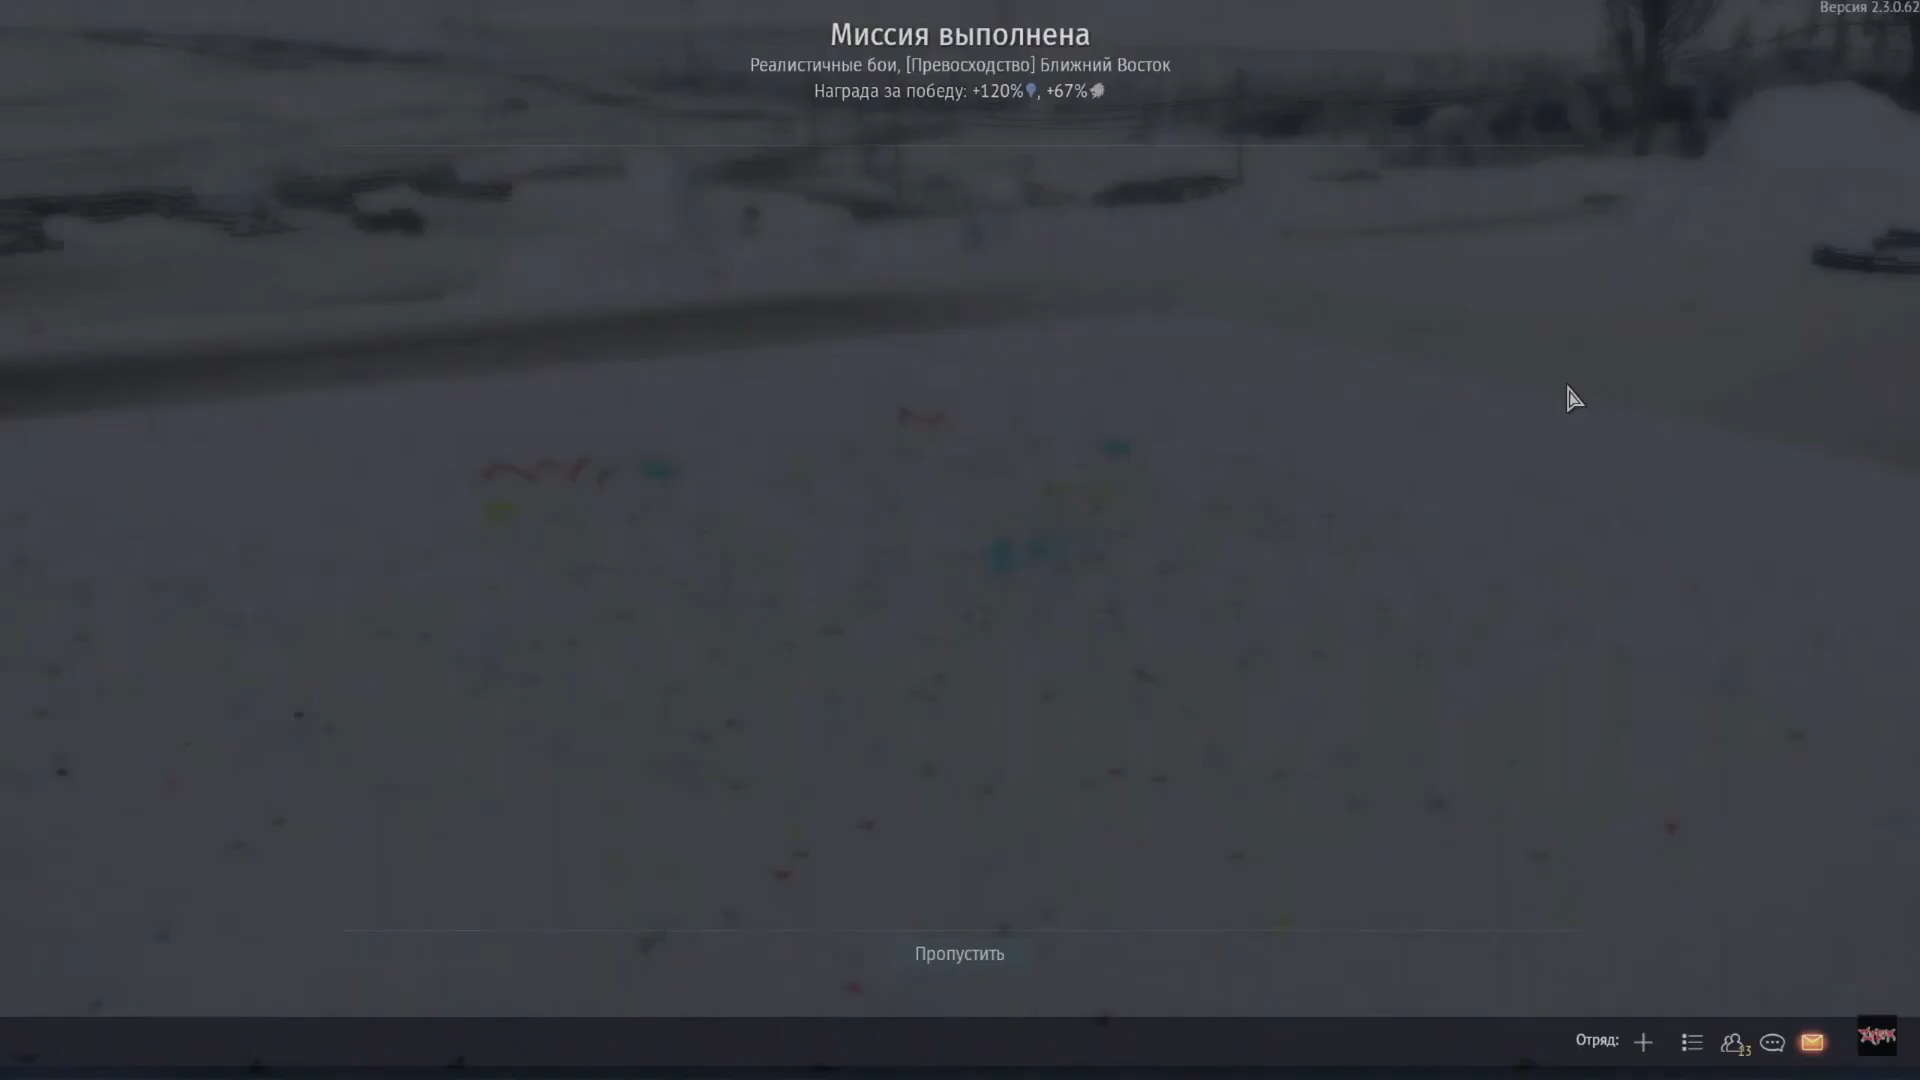 Версия 2.3.0.62
Миссия выполнена
Реалистичные бои, [Превосходство] Ближний Восток
Награда за победу: +120%, +67%
Пропустить
Отряд:
13